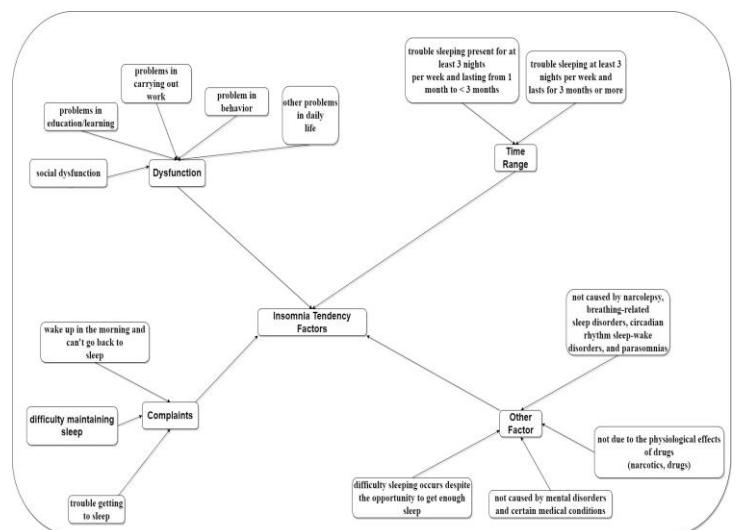 problems in
carrying out
work
problem in
behavior
other problems
in daily
life
problems in
education/learning
social dysfunction
Dysfunction
trouble sleeping present for at
least 3 nights
per week and lasting from 1
month to < 3 months
trouble sleeping at least 3
nights per week and
lasts for 3 months or more
Time
Range
Insomnia Tendency
Factors
wake up in the morning and
can't go back to
sleep
difficulty maintaining
sleep
Complaints
trouble getting
to sleep
not caused by narcolepsy,
breathing-related
sleep disorders, circadian
rhythm sleep-wake
disorders, and parasomnias
Other
Factor
not due to the physiological effects
of drugs
(narcotics, drugs)
difficulty sleeping occurs despite
the opportunity to get enough
sleep
not caused by mental disorders
and certain medical conditions